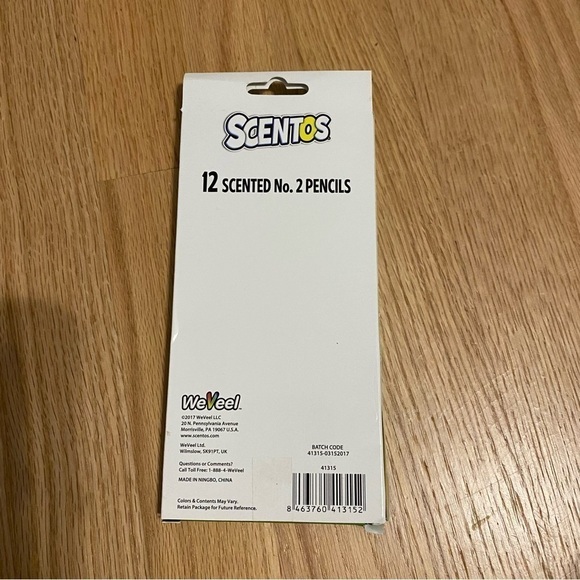 SCENTOS
12 SCENTED No. 2 PENCILS
WeVeel
©2017 WeVeel LLC
20 N. Pennsylvania Avenue
Morrisville, PA 19067 U.S.A.
www.scentos.com
WeVeel Ltd.
Wilmslow, SK91PT, UK
Questions or Comments?
Call Toll Free: 1-888-4-WeVeel
MADE IN NINGBO, CHINA
Colors & Contents May Vary.
Retain Package for Future Reference.
BATCH CODE
41315-03152017
41315
8 463760 413152